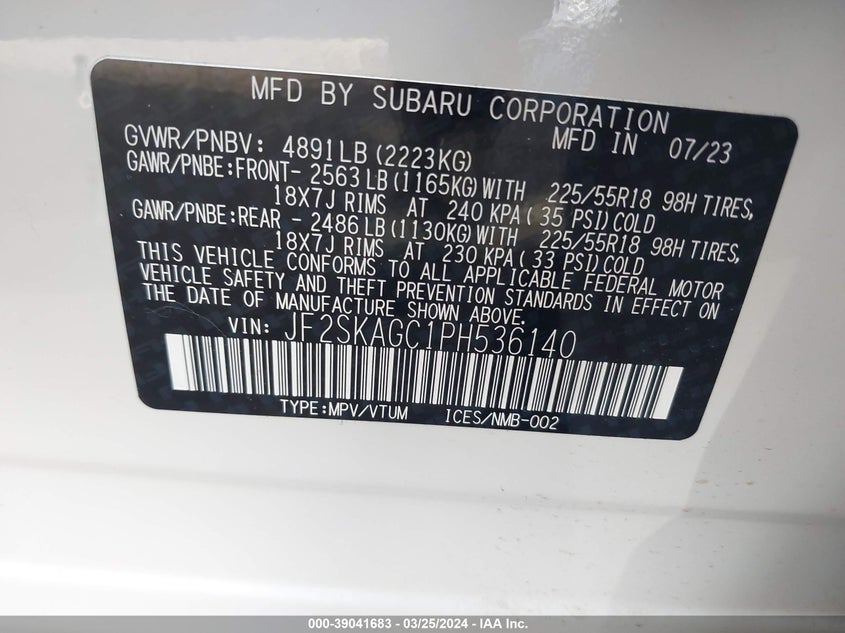 MFD BY SUBARU CORPORATION
MFD IN 07/23
GVWR/PNBV: 4891LB (2223KG)
GAWR/PNBE:FRONT- 2563LB (1165KG)WITH 225/55R18 98H TIRES,
18X7J RIMS AT 240 KPA( 35 PSI)COLD
GAWR/PNBE:REAR - 2486LB (1130KG)WITH 225/55R18 98H TIRES,
18X7J RIMS AT 230 KPA( 33 PSI)COLD
THIS VEHICLE CONFORMS TO ALL APPLICABLE FEDERAL MOTOR
VEHICLE SAFETY AND THEFT PREVENTION STANDARDS IN EFFECT ON
THE DATE OF MANUFACTURE SHOWN ABOVE.
VIN: JF2SKAGC1PH536140
TYPE:MPV/VTUM ICES/NMB-002
000-39041683 - 03/25/2024 - IAAI.com